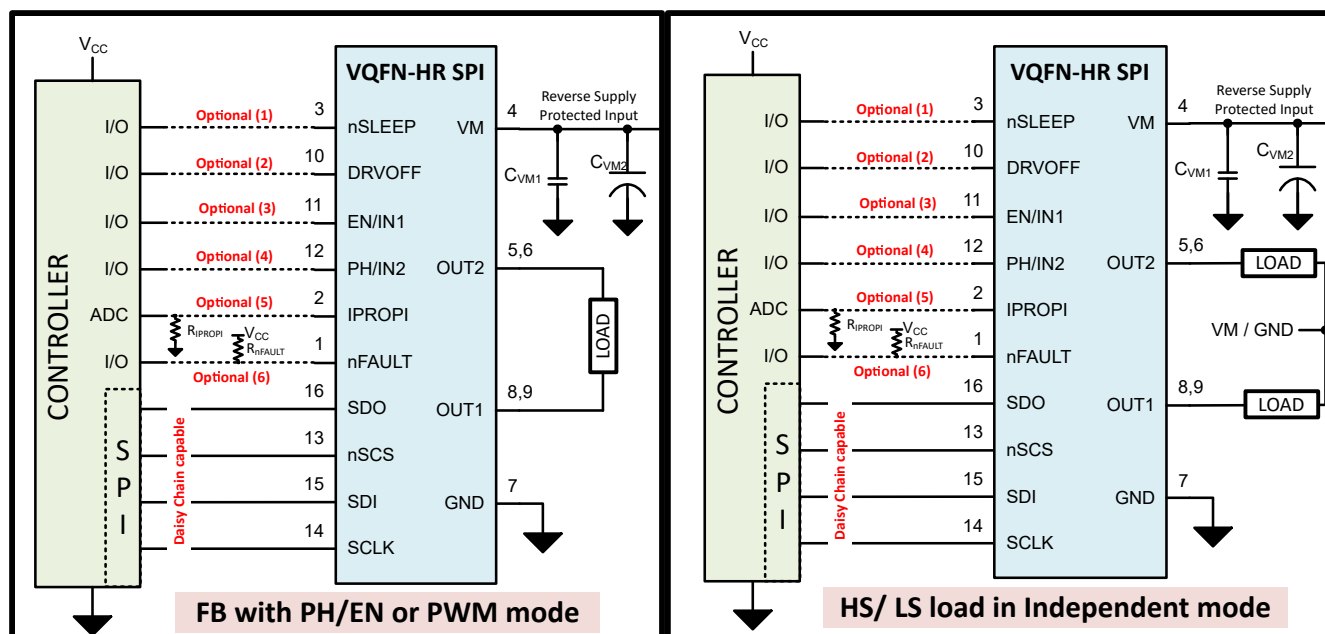 VCC
CONTROLLER
I/O
I/O
I/O
I/O
ADC
I/O
SPI
Optional (1)
Optional (2)
Optional (3)
Optional (4)
Optional (5)
RIPROPI
VCC
RnFAULT
Optional (6)
Daisy Chain capable
3
10
11
12
2
1
16
13
15
14
VQFN-HR SPI
nSLEEP
DRVOFF
EN/IN1
PH/IN2
IPROPI
nFAULT
SDO
nSCS
SDI
SCLK
VM
OUT2
OUT1
GND
4
5,6
8,9
7
Reverse Supply
Protected Input
CVM1
CVM2
LOAD
FB with PH/EN or PWM mode
VCC
CONTROLLER
I/O
I/O
I/O
I/O
ADC
I/O
SPI
Optional (1)
Optional (2)
Optional (3)
Optional (4)
Optional (5)
RIPROPI
VCC
RnFAULT
Optional (6)
Daisy Chain capable
3
10
11
12
2
1
16
13
15
14
VQFN-HR SPI
nSLEEP
DRVOFF
EN/IN1
PH/IN2
IPROPI
nFAULT
SDO
nSCS
SDI
SCLK
VM
OUT2
OUT1
GND
4
5,6
8,9
7
Reverse Supply
Protected Input
CVM1
CVM2
LOAD
VM / GND
LOAD
HS/ LS load in Independent mode